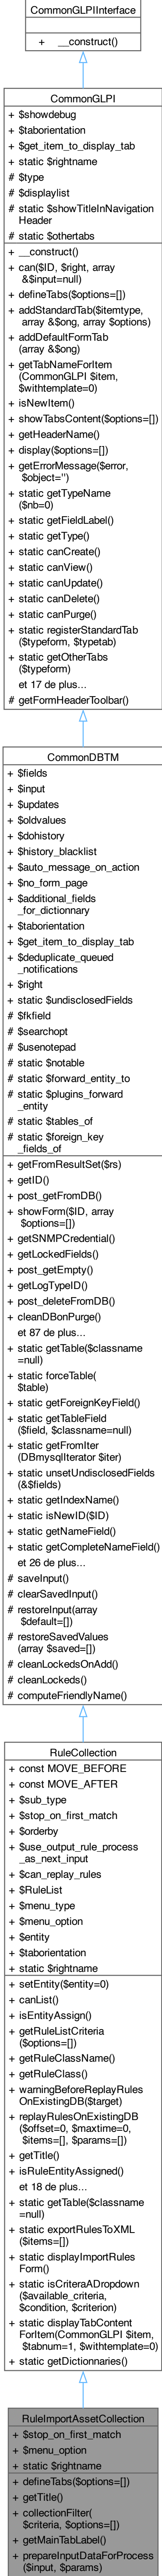 CommonGLPIInterface
+ __construct()
CommonGLPI
+ $showdebug
+ $taborientation
+ $get_item_to_display_tab
+ static $rightname
# $type
# $displaylist
# static $showTitleInNavigation
Header
# static $othertabs
+ __construct()
+ can($ID, $right, array
&$input=null)
+ defineTabs($options=[])
+ addStandardTab($itemtype,
array &$ong, array $options)
+ addDefaultFormTab
(array &$ong)
+ getTabNameForItem
(CommonGLPI $item,
$withtemplate=0)
+ isNewItem()
+ showTabsContent($options=[])
+ getHeaderName()
+ display($options=[])
+ getErrorMessage($error,
$object='')
+ static getTypeName
($nb=0)
+ static getFieldLabel()
+ static getType()
+ static canCreate()
+ static canView()
+ static canUpdate()
+ static canDelete()
+ static canPurge()
+ static registerStandardTab
($typeform, $typetab)
+ static getOtherTabs
($typeform)
et 17 de plus...
# getFormHeaderToolbar()
CommonDBTM
+ $fields
+ $input
+ $updates
+ $oldvalues
+ $dohistory
+ $history_blacklist
+ $auto_message_on_action
+ $no_form_page
+ $additional_fields
_for_dictionnary
+ $taborientation
+ $get_item_to_display_tab
+ $deduplicate_queued
_notifications
+ $right
+ static $undisclosedFields
# $fkfield
# $searchopt
# $usenotepad
# static $notable
# static $forward_entity_to
# static $plugins_forward
_entity
# static $tables_of
# static $foreign_key
_fields_of
+ getFromResultSet($rs)
+ getID()
+ post_getFromDB()
+ showForm($ID, array
$options=[])
+ getSNMPCredential()
+ getLockedFields()
+ post_getEmpty()
+ getLogTypeID()
+ post_deleteFromDB()
+ cleanDBonPurge()
et 87 de plus...
+ static getTable($classname
=null)
+ static forceTable(
$table)
+ static getForeignKeyField()
+ static getTableField
($field, $classname=null)
+ static getFromIter
(DBmysqlIterator $iter)
+ static unsetUndisclosedFields
(&$fields)
+ static getIndexName()
+ static isNewID($ID)
+ static getNameField()
+ static getCompleteNameField()
et 26 de plus...
# saveInput()
# clearSavedInput()
# restoreInput(array
$default=[])
# restoreSavedValues
(array $saved=[])
# cleanLockedsOnAdd()
# cleanLockeds()
# computeFriendlyName()
RuleCollection
+ const MOVE_BEFORE
+ const MOVE_AFTER
+ $sub_type
+ $stop_on_first_match
+ $orderby
+ $use_output_rule_process
_as_next_input
+ $can_replay_rules
+ $RuleList
+ $menu_type
+ $menu_option
+ $entity
+ $taborientation
+ static $rightname
+ setEntity($entity=0)
+ canList()
+ isEntityAssign()
+ getRuleListCriteria
($options=[])
+ getRuleClassName()
+ getRuleClass()
+ warningBeforeReplayRules
OnExistingDB($target)
+ replayRulesOnExistingDB
($offset=0, $maxtime=0,
$items=[], $params=[])
+ getTitle()
+ isRuleEntityAssigned()
et 18 de plus...
+ static getTable($classname
=null)
+ static exportRulesToXML
($items=[])
+ static displayImportRules
Form()
+ static isCriteraADropdown
($available_criteria,
$condition, $criterion)
+ static displayTabContent
ForItem(CommonGLPI $item,
$tabnum=1, $withtemplate=0)
+ static getDictionnaries()
RuleImportAssetCollection
+ $stop_on_first_match
+ $menu_option
+ static $rightname
+ defineTabs($options=[])
+ getTitle()
+ collectionFilter(
$criteria, $options=[])
+ getMainTabLabel()
+ prepareInputDataForProcess
($input, $params)